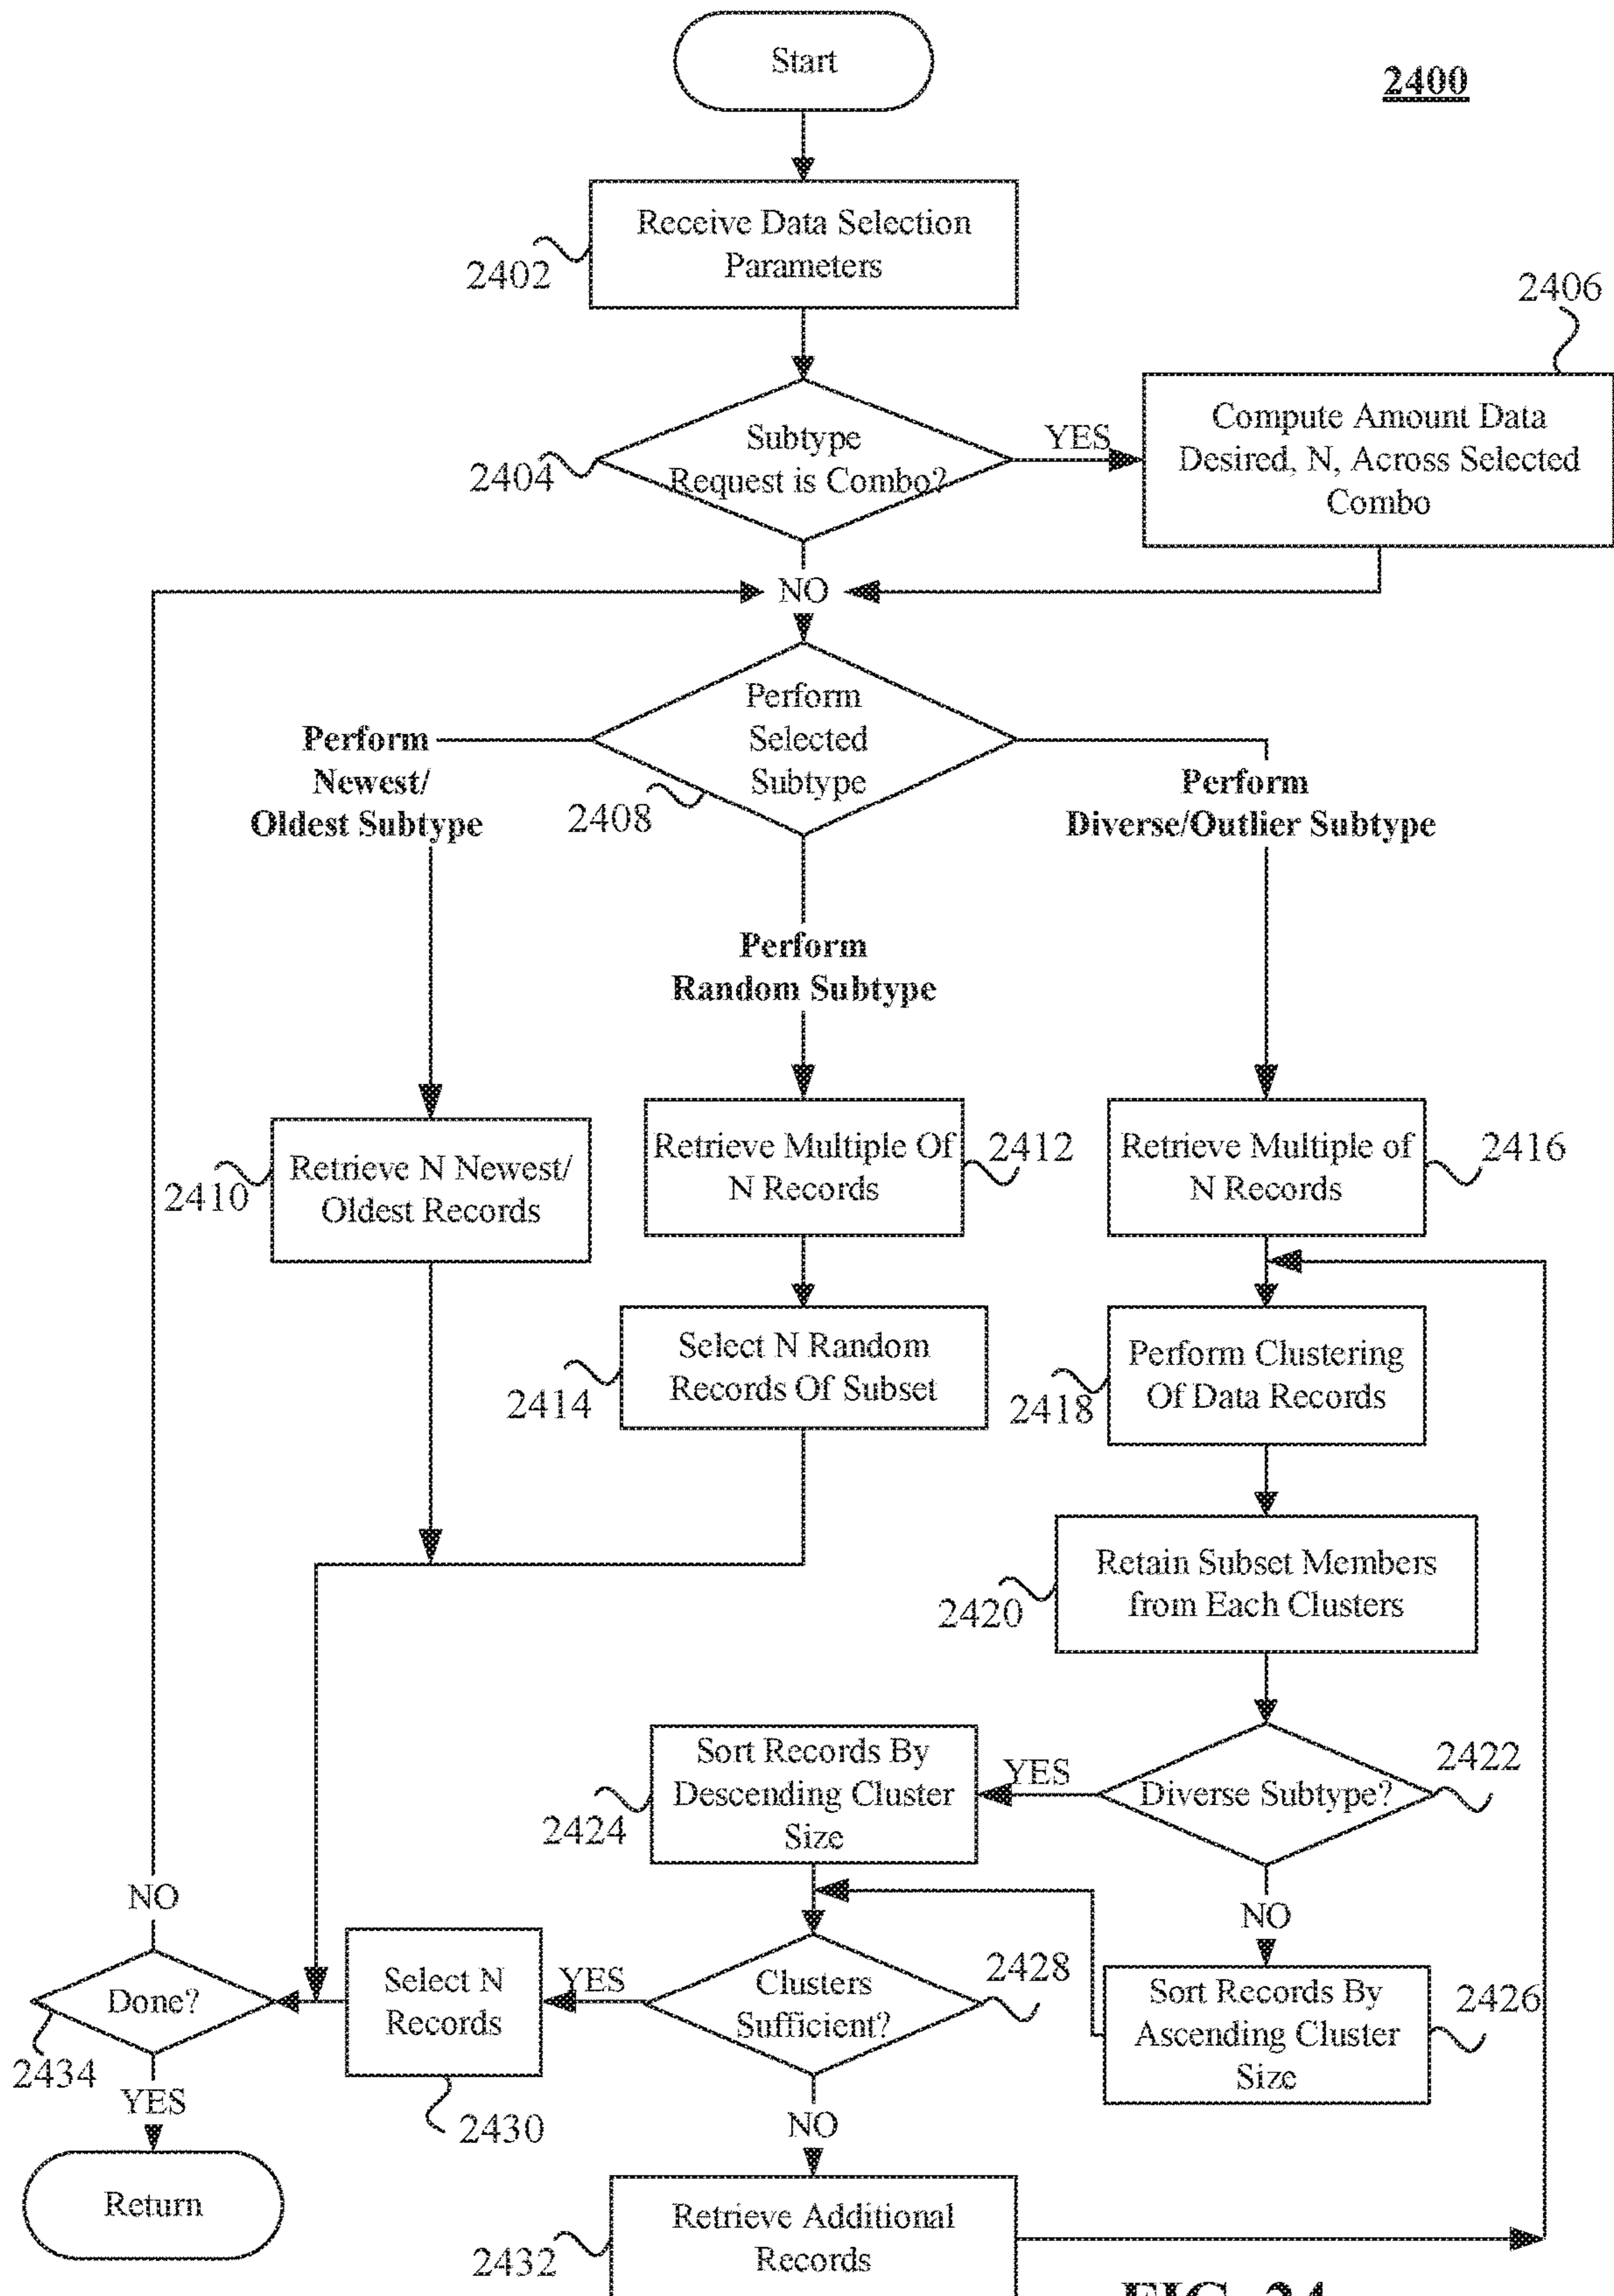 Start
2400
Receive Data Selection
Parameters
2402
2406
Subtype
Request is Combo?
2404
YES
Compute Amount Data
Desired, N, Across Selected
Combo
NO
Perform
Selected
Subtype
2408
Perform
Newest/
Oldest Subtype
Perform
Diverse/Outlier Subtype
Perform
Random Subtype
Retrieve N Newest/
Oldest Records
2410
Retrieve Multiple Of
N Records
2412
Retrieve Multiple of
N Records
2416
Select N Random
Records Of Subset
2414
Perform Clustering
Of Data Records
2418
Retain Subset Members
from Each Clusters
2420
Sort Records By
Descending Cluster
Size
2424
YES
Diverse Subtype?
2422
NO
NO
Done?
2434
Select N
Records
2430
YES
Clusters
Sufficient?
2428
Sort Records By
Ascending Cluster
Size
2426
YES
NO
Return
Retrieve Additional
Records
2432
FIG. 24